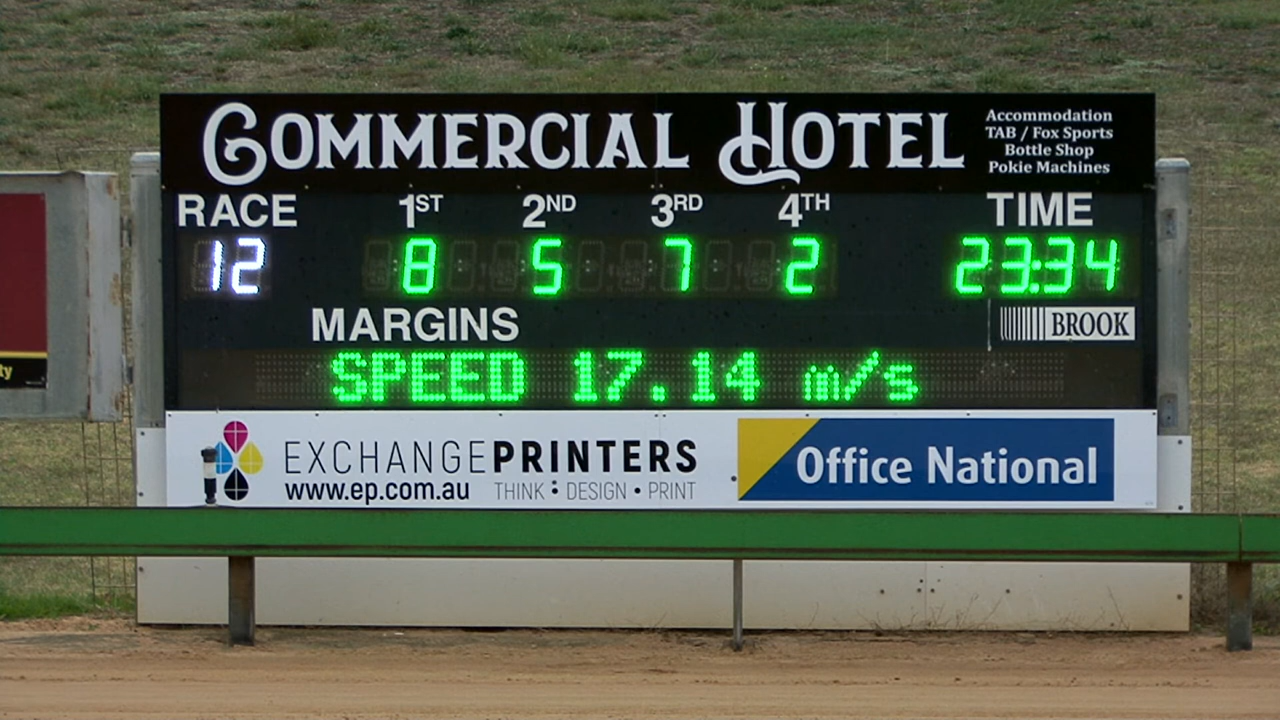 COMMERCIAL HOTEL
Accommodation
TAB / Fox Sports
Bottle Shop
Pokie Machines
RACE 1ST 2ND 3RD 4TH TIME
12 8 5 7 2 23:34
MARGINS
BROOK
SPEED 17.14 m/s
ty
EXCHANGEPRINTERS
www.ep.com.au THINK • DESIGN • PRINT
Office National